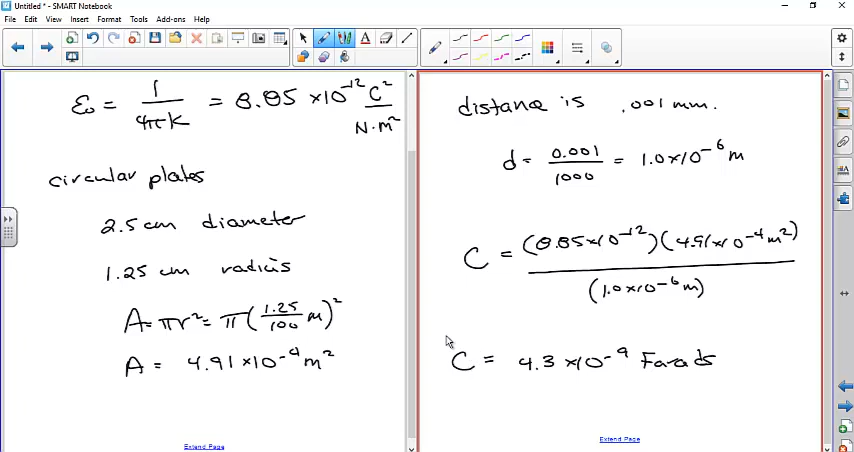 Untitled * - SMART Notebook
File Edit View Insert Format Tools Add-ons Help
ε₀ = 1/4πk = 8.85 ×10⁻¹² C²/N·m²
circular plates
2.5 cm diameter
1.25 cm radius
A = πr² = π(1.25/100 m)²
A = 4.91 ×10⁻⁴ m²
Extend Page
distance is .001 mm.
d = 0.001/1000 = 1.0 x10⁻⁶ m
C = (8.85×10⁻¹²)(4.91×10⁻⁴ m²)/(1.0 ×10⁻⁶ m)
C = 4.3 ×10⁻⁹ Farads
Extend Page